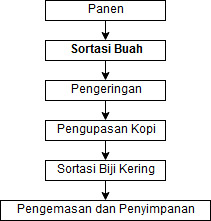 Panen
Sortasi Buah
Pengeringan
Pengupasan Kopi
Sortasi Biji Kering
Pengemasan dan Penyimpanan